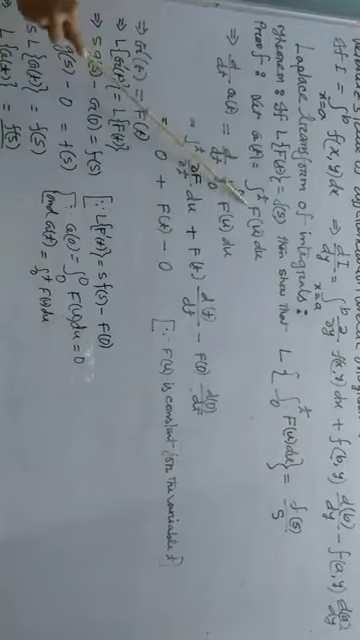 If I = ∫_{x=a}^{b} f(x,y)dx ⇒ dI/dy = ∫_{x=a}^{b} ∂/∂y f(x,y)dx + f(b,y) d(b)/dy - f(a,y) d(a)/dy
Laplace transform of integrals:
Theorem: If L{F(t)} = f(s) then show that L{∫_0^t F(u)du} = f(s)/s
Proof: Let G(t) = ∫_0^t F(u)du
⇒ d/dt G(t) = d/dt ∫_0^t F(u)du
= ∫_0^t ∂F/∂t du + F(t) d(t)/dt - F(0) d(0)/dt
= 0 + F(t) - 0 [∵ F(u) is constant for the variable t]
⇒ G'(t) = F(t)
⇒ L{G'(t)} = L{F(t)}
⇒ s g(s) - G(0) = f(s) [∵ L{F'(t)} = s f(s) - F(0)
g(s) - 0 = f(s) [∵ G(0) = ∫_0^0 F(u)du = 0
s L{G(t)} = f(s) {and G(t) = ∫_0^t F(u)du
L{G(t)} = f(s)